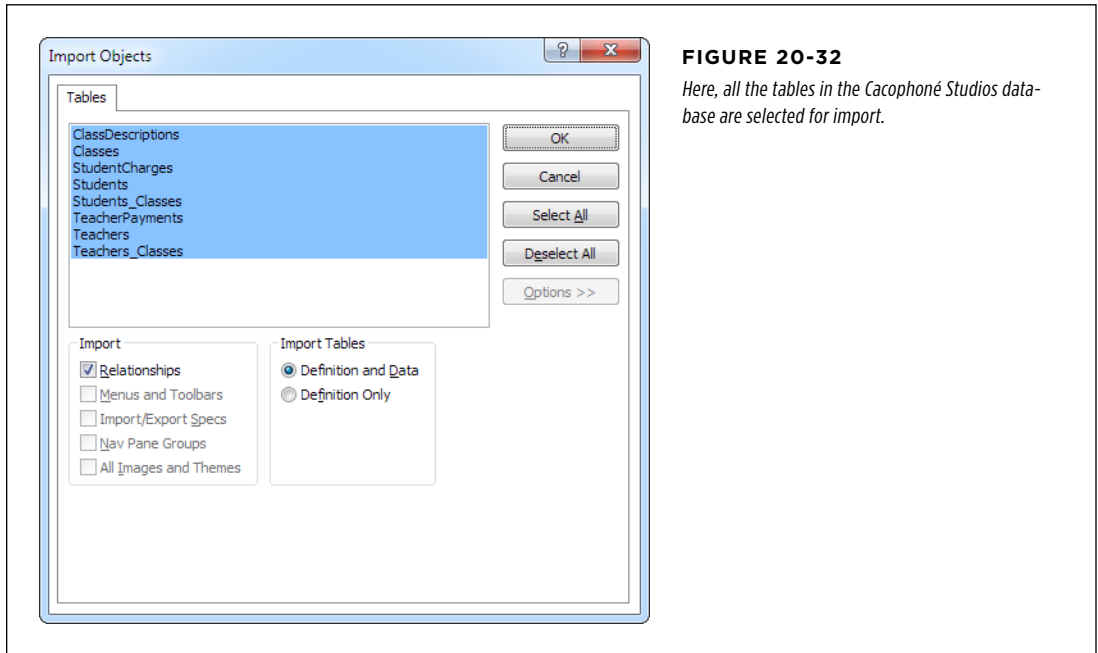 Import Objects
Tables
ClassDescriptions
Classes
StudentCharges
Students
Students_Classes
TeacherPayments
Teachers
Teachers_Classes
OK
Cancel
Select All
Deselect All
Options >>
Import
Relationships
Menus and Toolbars
Import/Export Specs
Nav Pane Groups
All Images and Themes
Import Tables
Definition and Data
Definition Only
FIGURE 20-32
Here, all the tables in the Cacophoné Studios data-
base are selected for import.